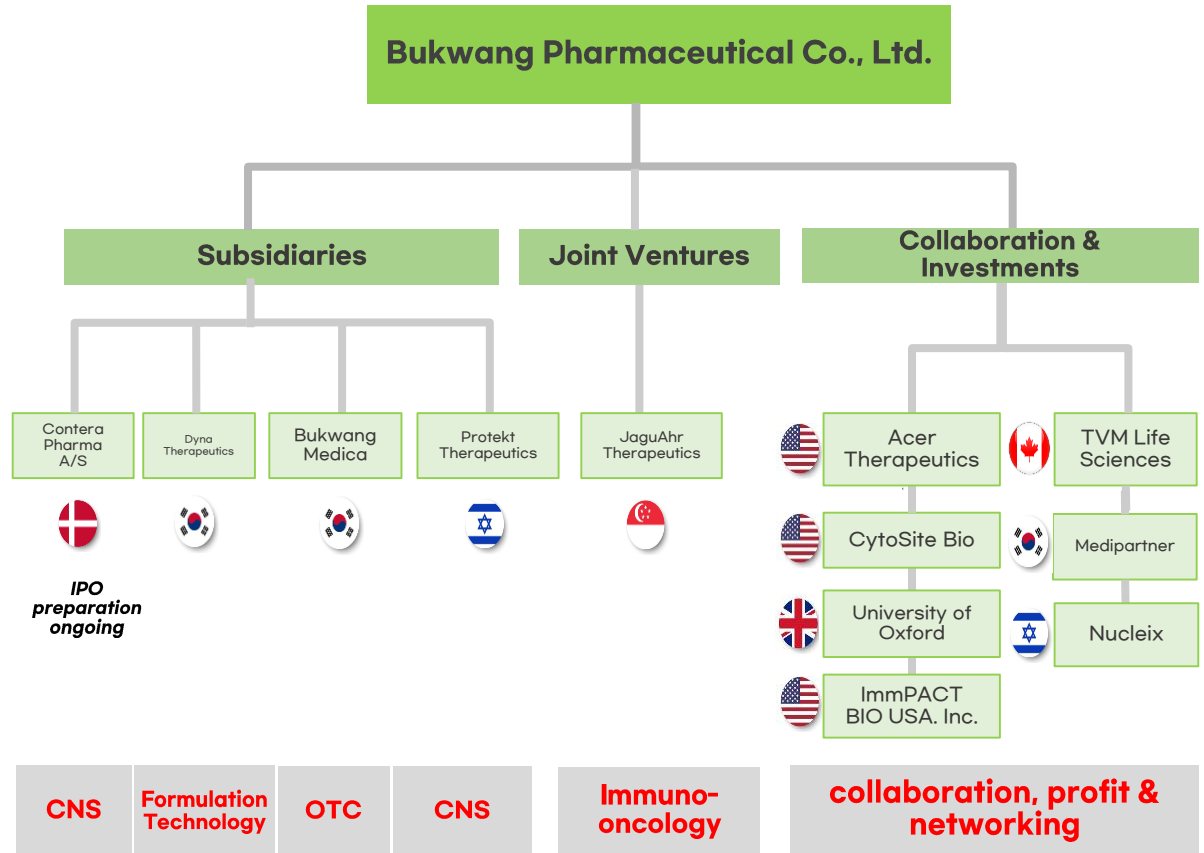 Bukwang Pharmaceutical Co., Ltd.
Subsidiaries
Joint Ventures
Collaboration &
Investments
Contera
Pharma
A/S
Dyna
Therapeutics
Bukwang
Medica
Protekt
Therapeutics
JaguAhr
Therapeutics
Acer
Therapeutics
TVM Life
Sciences
CytoSite Bio
Medipartner
University of
Oxford
Nucleix
ImmPACT
BIO USA. Inc.
IPO
preparation
ongoing
CNS
Formulation
Technology
OTC
CNS
Immuno-
oncology
collaboration, profit &
networking